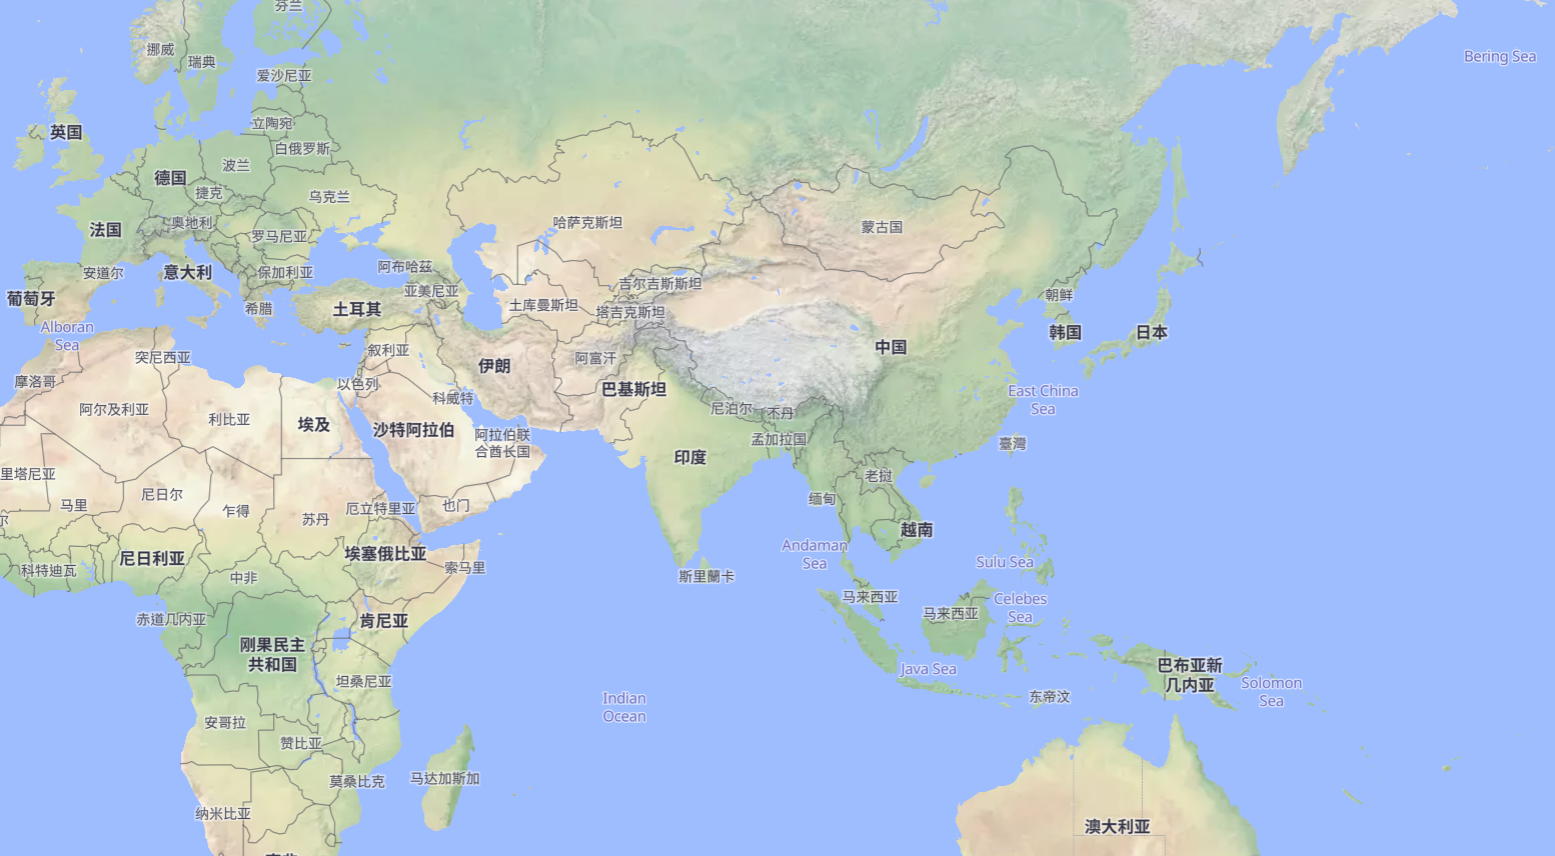 芬兰
挪威
瑞典
Bering Sea
爱沙尼亚
立陶宛
英国
白俄罗斯
波兰
德国
捷克
乌克兰
奥地利
法国
罗马尼亚
哈萨克斯坦
蒙古国
安道尔
意大利
保加利亚
阿布哈兹
吉尔吉斯斯坦
葡萄牙
希腊
土耳其
亚美尼亚
土库曼斯坦
塔吉克斯坦
朝鲜
Alboran
Sea
韩国
日本
突尼西亚
叙利亚
伊朗
阿富汗
中国
摩洛哥
以色列
科威特
巴基斯坦
East China
Sea
阿尔及利亚
利比亚
埃及
沙特阿拉伯
阿拉伯联
合酋长国
尼泊尔
不丹
孟加拉国
臺灣
印度
里塔尼亚
马里
尼日尔
乍得
苏丹
厄立特里亚
也门
老挝
缅甸
尔
越南
科特迪瓦
尼日利亚
中非
埃塞俄比亚
索马里
斯里蘭卡
Andaman
Sea
Sulu Sea
赤道几内亚
肯尼亚
马来西亚
马来西亚
Celebes
Sea
刚果民主
共和国
坦桑尼亚
Java Sea
东帝汶
巴布亚新
几内亚
Solomon
Sea
Indian
Ocean
安哥拉
赞比亚
莫桑比克
马达加斯加
纳米比亚
澳大利亚